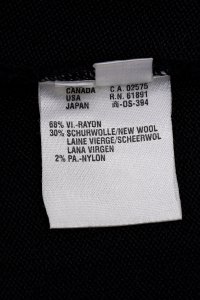 CANADA C.A. 02575
USA R.N. 61891
JAPAN OS-394
68% VI.-RAYON
30% SCHURWOLLE/NEW WOOL
LAINE VIERGE/SCHEERWOL
LANA VIRGEN
2% PA.-NYLON